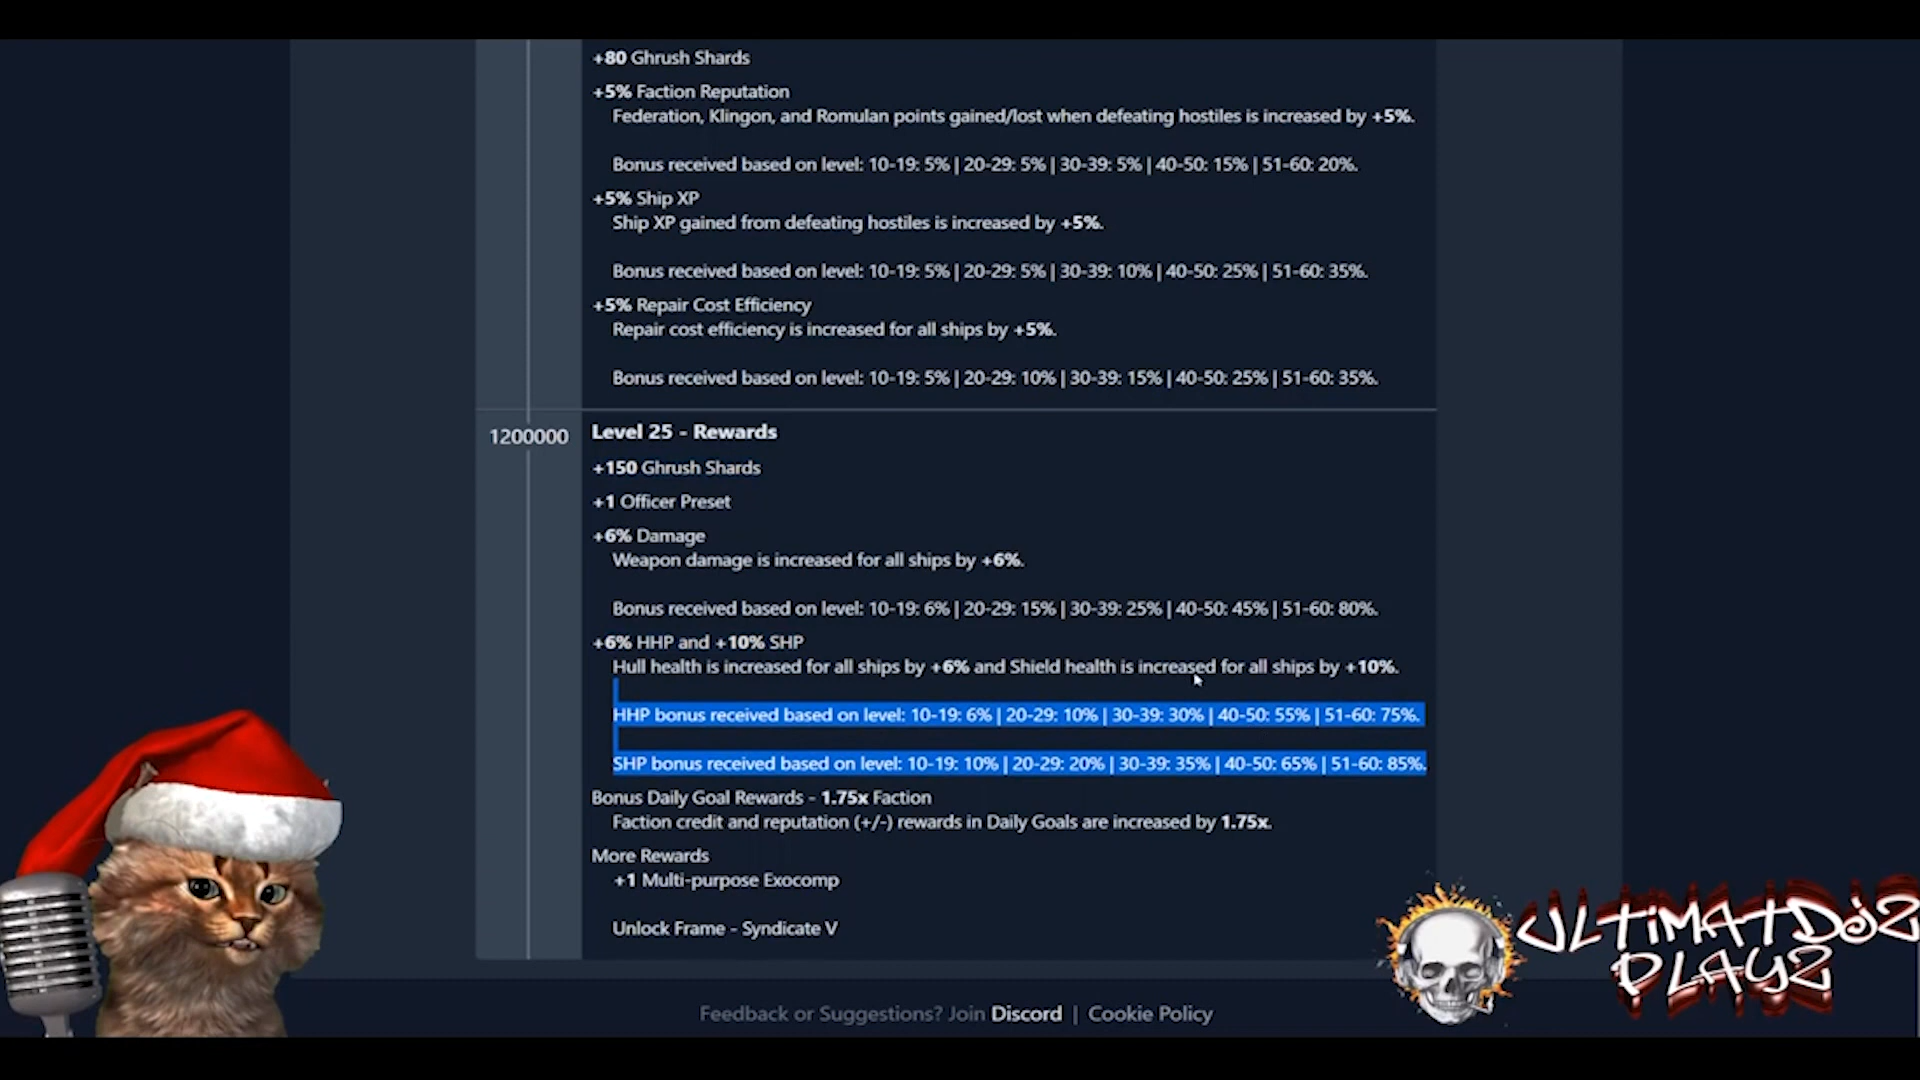 +80 Ghrush Shards
+5% Faction Reputation
Federation, Klingon, and Romulan points gained/lost when defeating hostiles is increased by +5%.
Bonus received based on level: 10-19: 5% | 20-29: 5% | 30-39: 5% | 40-50: 15% | 51-60: 20%.
+5% Ship XP
Ship XP gained from defeating hostiles is increased by +5%.
Bonus received based on level: 10-19: 5% | 20-29: 5% | 30-39: 10% | 40-50: 25% | 51-60: 35%.
+5% Repair Cost Efficiency
Repair cost efficiency is increased for all ships by +5%.
Bonus received based on level: 10-19: 5% | 20-29: 10% | 30-39: 15% | 40-50: 25% | 51-60: 35%.
1200000
Level 25 - Rewards
+150 Ghrush Shards
+1 Officer Preset
+6% Damage
Weapon damage is increased for all ships by +6%.
Bonus received based on level: 10-19: 6% | 20-29: 15% | 30-39: 25% | 40-50: 45% | 51-60: 80%.
+6% HHP and +10% SHP
Hull health is increased for all ships by +6% and Shield health is increased for all ships by +10%.
HHP bonus received based on level: 10-19: 6% | 20-29: 10% | 30-39: 30% | 40-50: 55% | 51-60: 75%.
SHP bonus received based on level: 10-19: 10% | 20-29: 20% | 30-39: 35% | 40-50: 65% | 51-60: 85%.
Bonus Daily Goal Rewards - 1.75x Faction
Faction credit and reputation (+/-) rewards in Daily Goals are increased by 1.75x.
More Rewards
+1 Multi-purpose Exocomp
Unlock Frame - Syndicate V
ULTIMATDJZ
PLAYZ
Feedback or Suggestions? Join Discord | Cookie Policy